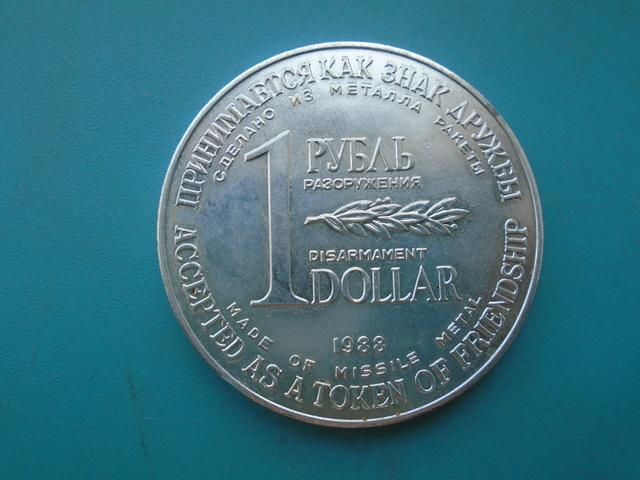 ПРИНИМАЕТСЯ КАК ЗНАК ДРУЖБЫ
СДЕЛАНО ИЗ МЕТАЛЛА РАКЕТЫ
1
РУБЛЬ
РАЗОРУЖЕНИЯ
DISARMAMENT
DOLLAR
1988
MADE OF MISSILE METAL
ACCEPTED AS A TOKEN OF FRIENDSHIP